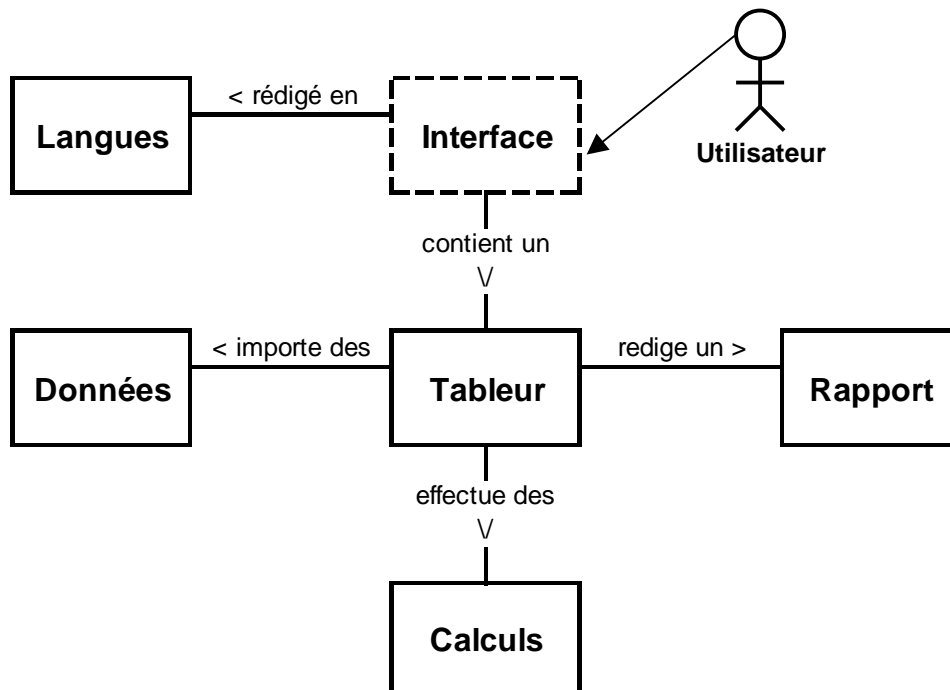 < rédigé en
Langues
Interface
Utilisateur
contient un
\/
< importe des
redige un >
Données
Tableur
Rapport
effectue des
\/
Calculs